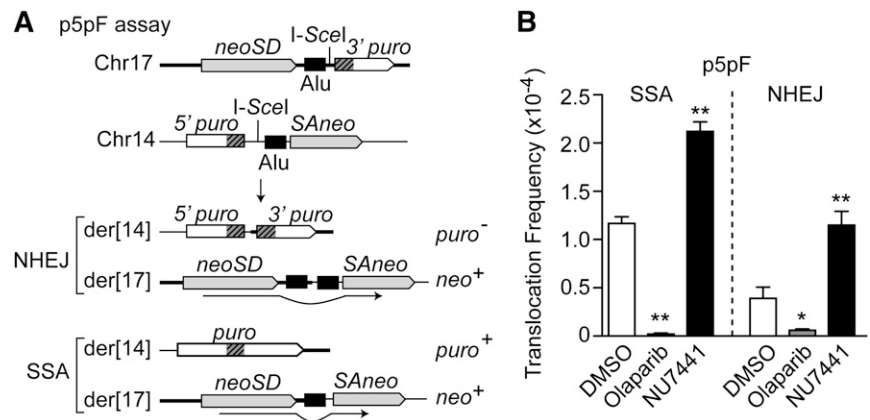 A
p5pF assay
I-SceI
neoSD
3' puro
Chr17
Alu
I-SceI
5' puro
SAneo
Chr14
Alu
NHEJ
5' puro
3' puro
der[14]
puro-
neoSD
SAneo
der[17]
neo+
SSA
puro
der[14]
puro+
neoSD
SAneo
der[17]
neo+
B
p5pF
SSA
NHEJ
Translocation Frequency (x10-4)
2.5
2.0
1.5
1.0
0.5
0
**
**
*
**
DMSO
Olaparib
NU7441
DMSO
Olaparib
NU7441